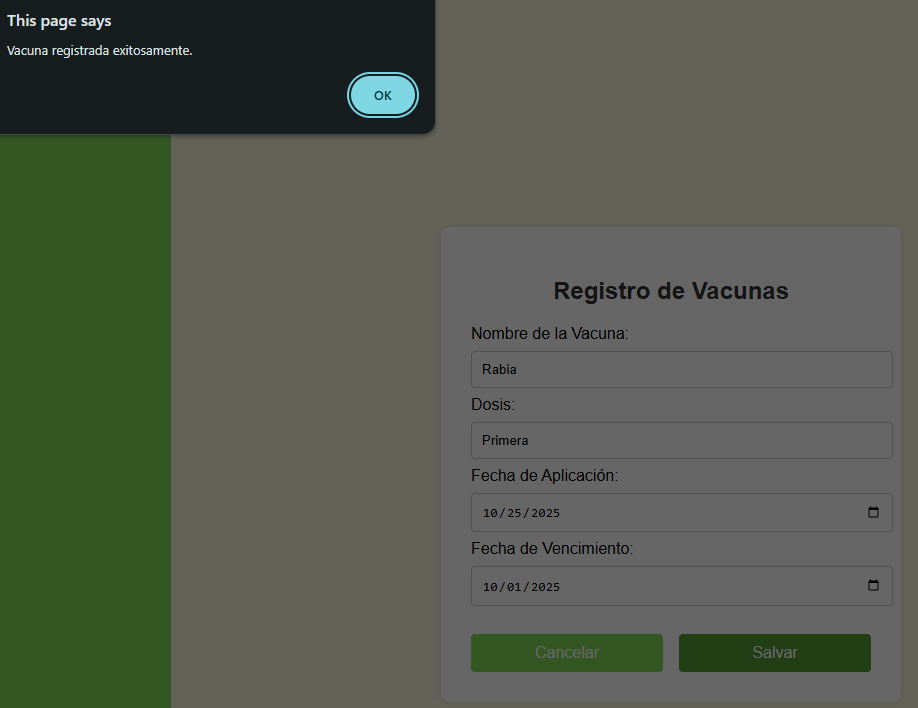 This page says
Vacuna registrada exitosamente.
OK
Registro de Vacunas
Nombre de la Vacuna:
Rabia
Dosis:
Primera
Fecha de Aplicación:
10/25/2025
Fecha de Vencimiento:
10/01/2025
Cancelar
Salvar